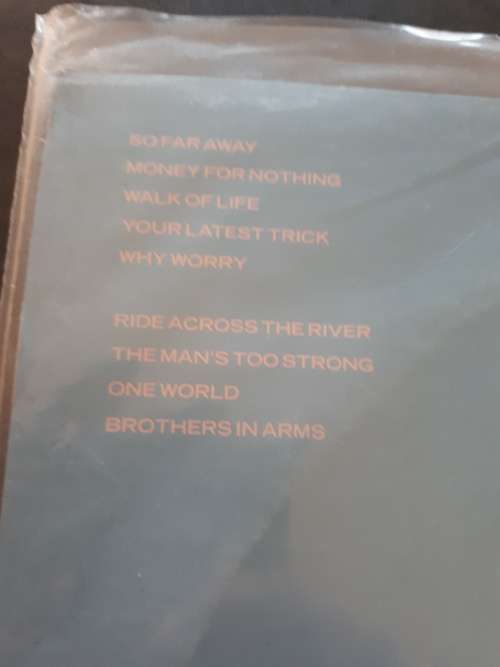 SO FAR AWAY
MONEY FOR NOTHING
WALK OF LIFE
YOUR LATEST TRICK
WHY WORRY
RIDE ACROSS THE RIVER
THE MAN'S TOO STRONG
ONE WORLD
BROTHERS IN ARMS